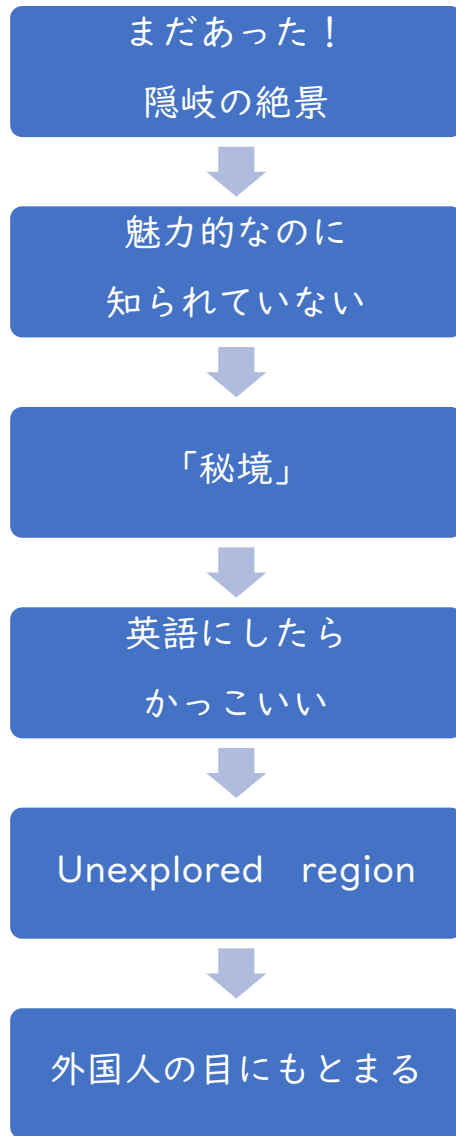 まだあった！
隠岐の絶景
魅力的なのに
知られていない
「秘境」
英語にしたら
かっこいい
Unexplored　region
外国人の目にもとまる